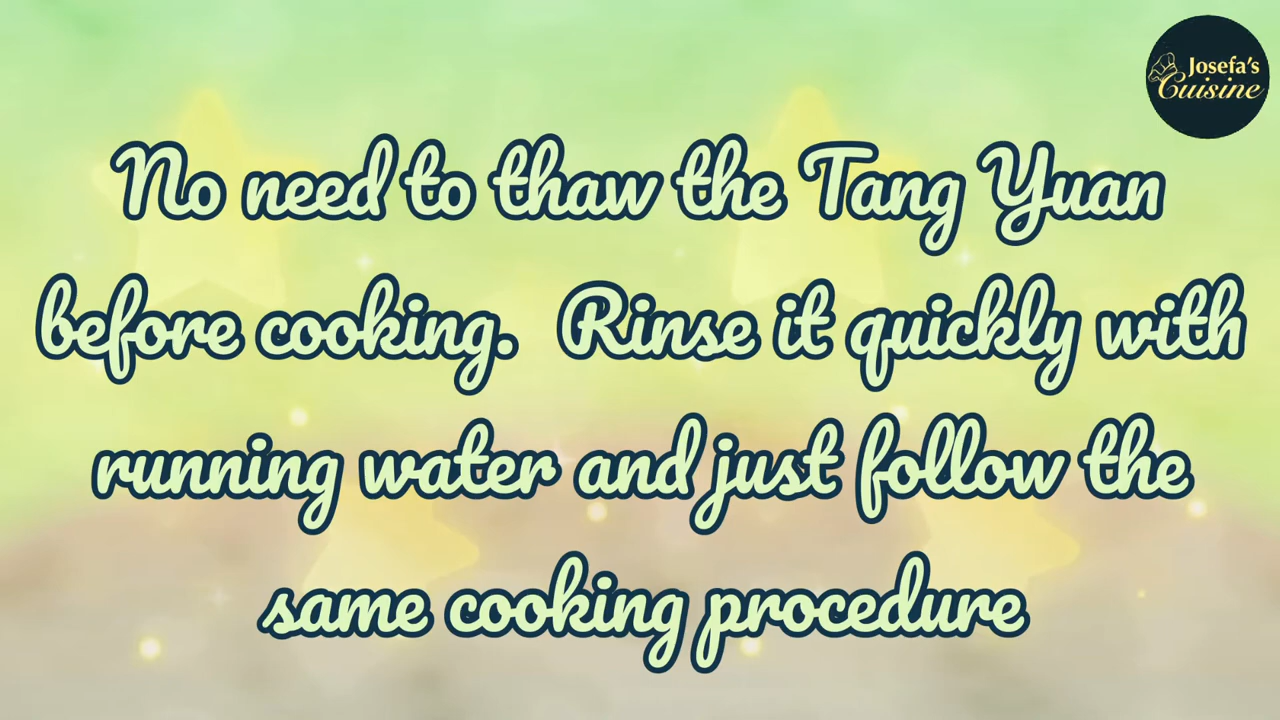 Josefa's
Cuisine
No need to thaw the Tang Yuan
before cooking. Rinse it quickly with
running water and just follow the
same cooking procedure